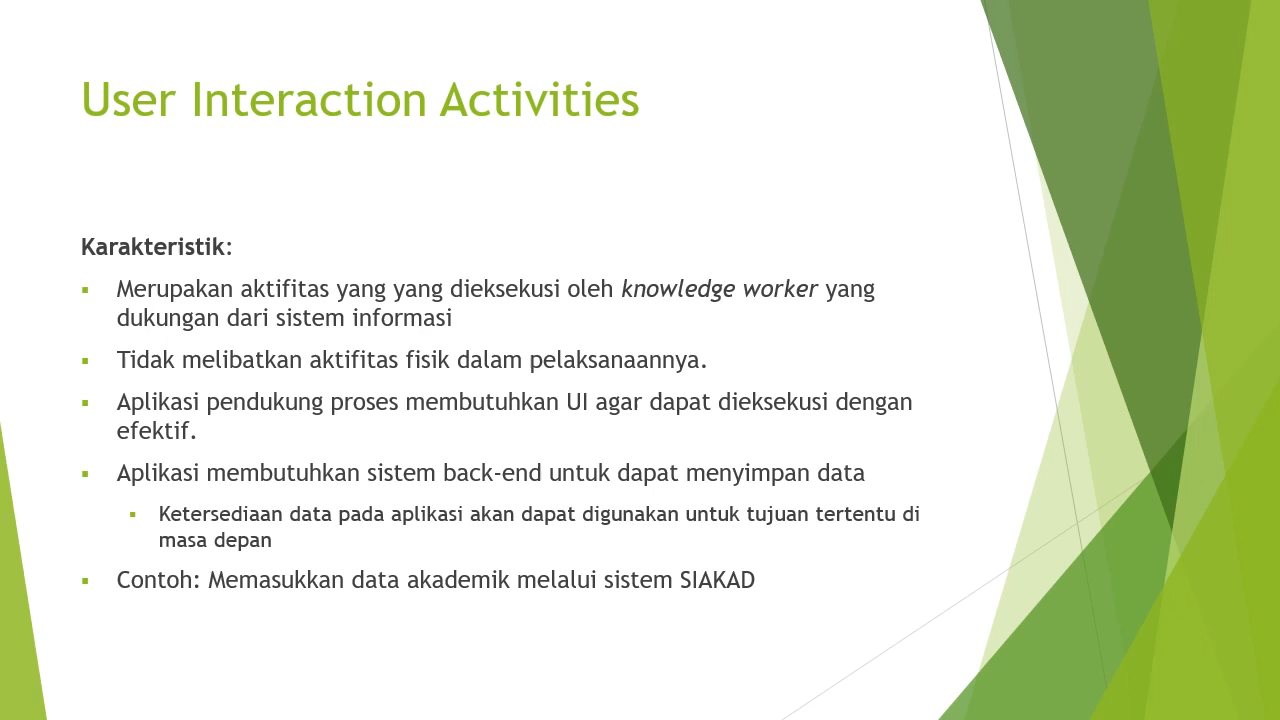 User Interaction Activities
Karakteristik:
Merupakan aktifitas yang yang dieksekusi oleh knowledge worker yang
dukungan dari sistem informasi
Tidak melibatkan aktifitas fisik dalam pelaksanaannya.
Aplikasi pendukung proses membutuhkan UI agar dapat dieksekusi dengan
efektif.
Aplikasi membutuhkan sistem back-end untuk dapat menyimpan data
Ketersediaan data pada aplikasi akan dapat digunakan untuk tujuan tertentu di
masa depan
Contoh: Memasukkan data akademik melalui sistem SIAKAD